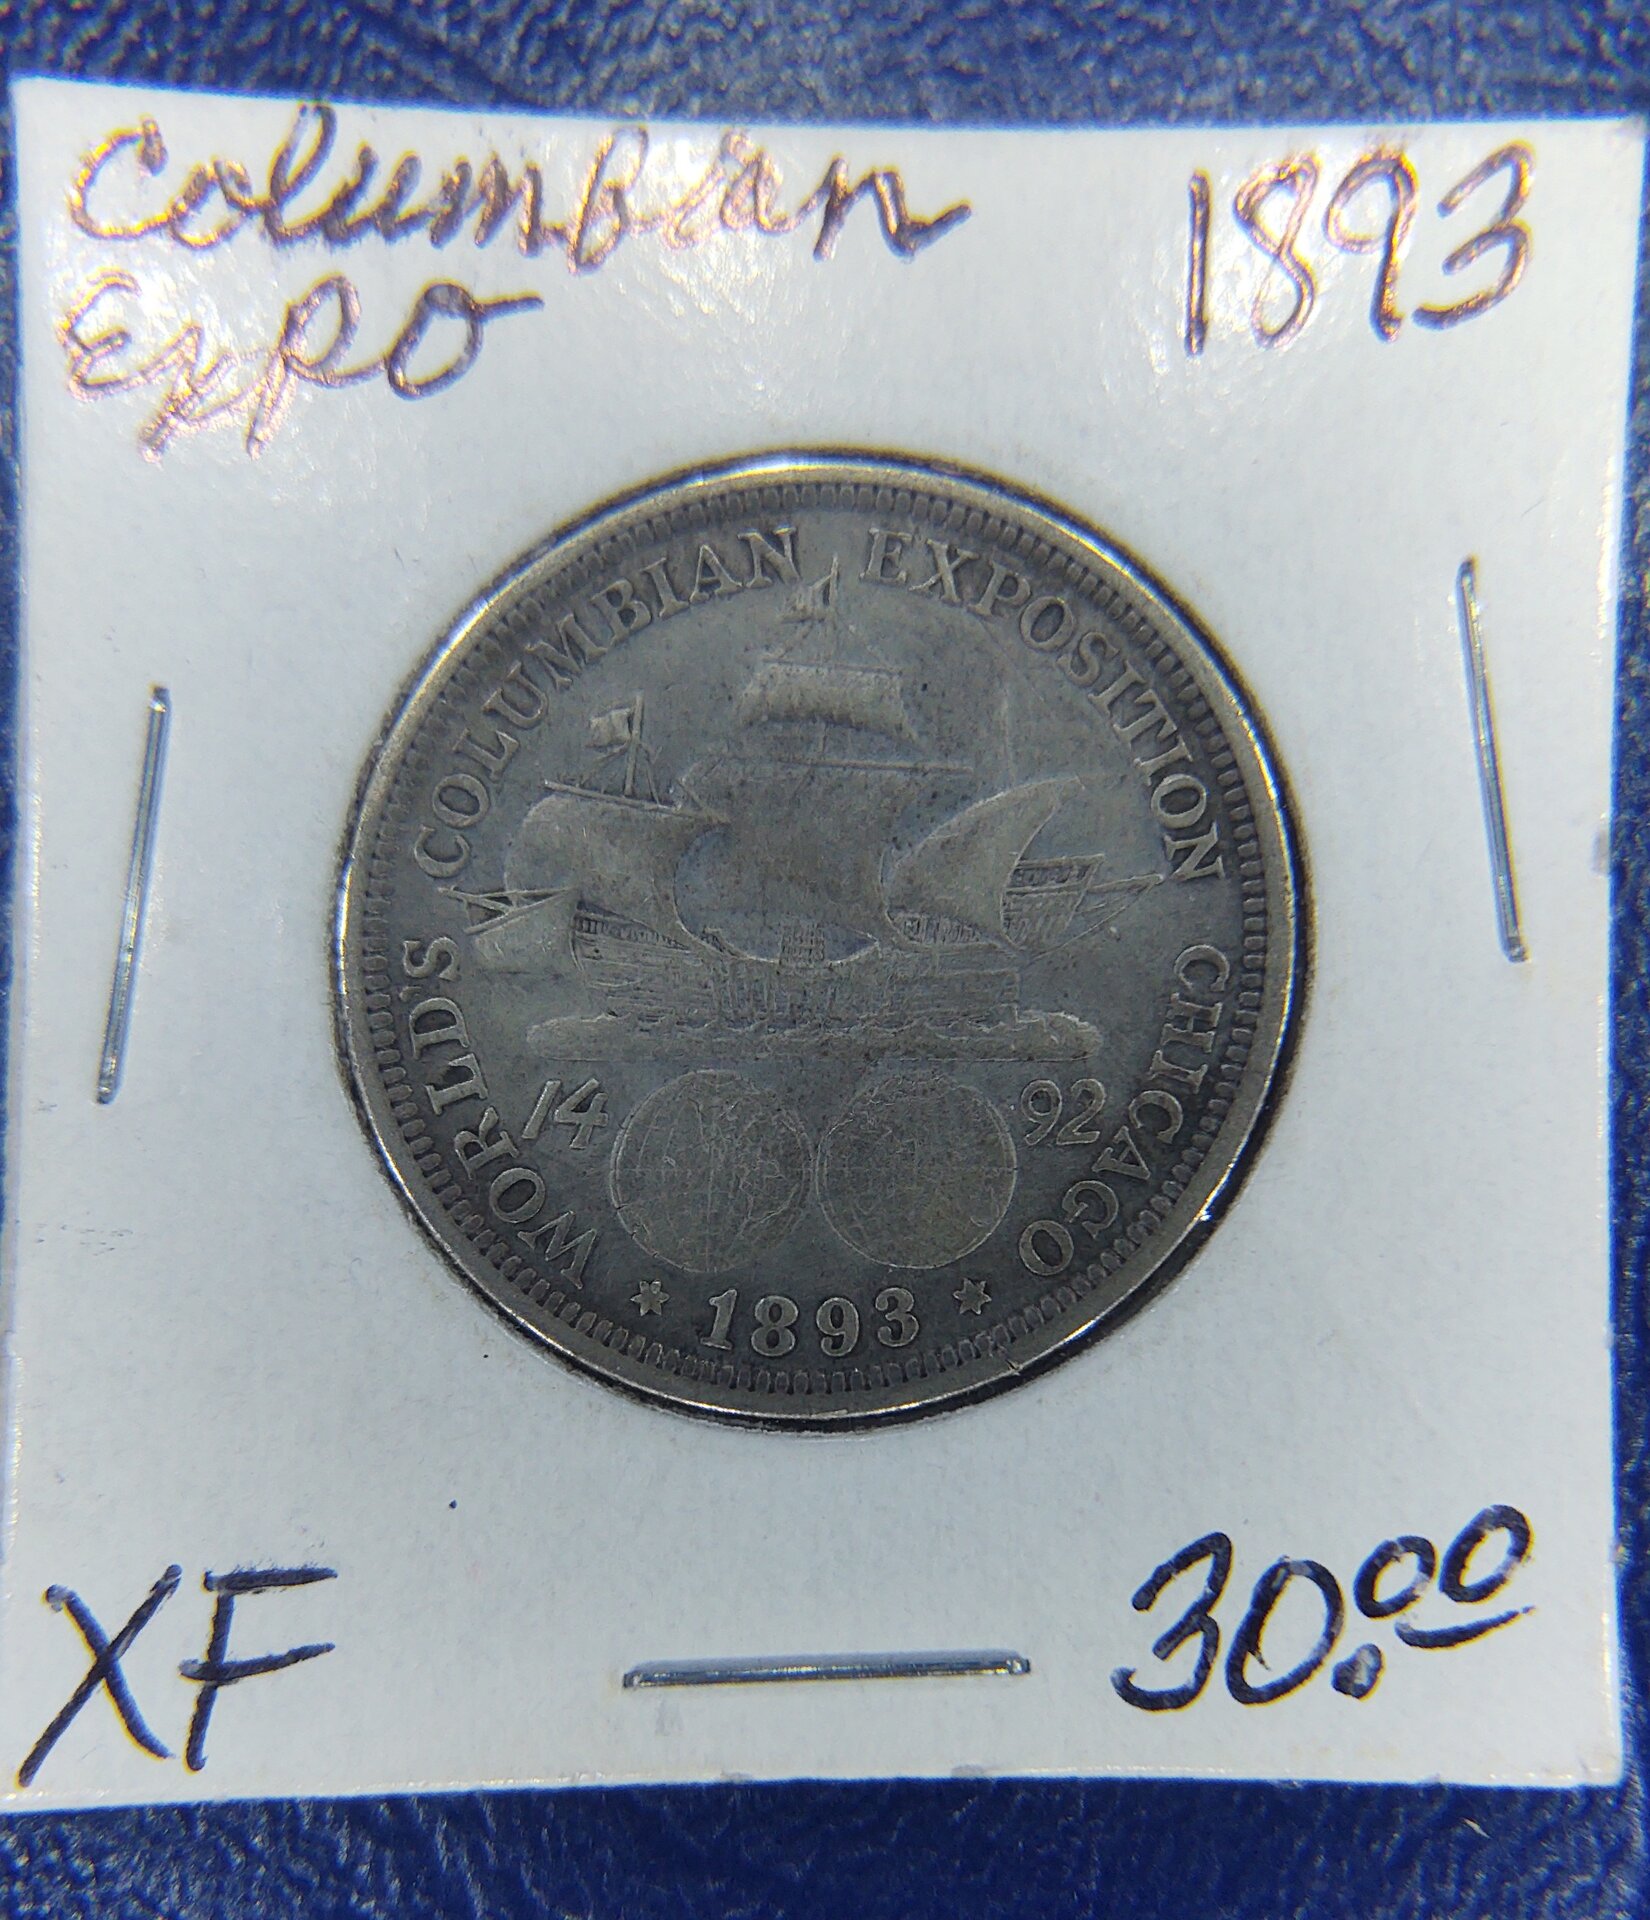 Columbian 1893
Expo
WORLD'S COLUMBIAN EXPOSITION CHICAGO
14 92
★ 1893 ★
XF 30.00